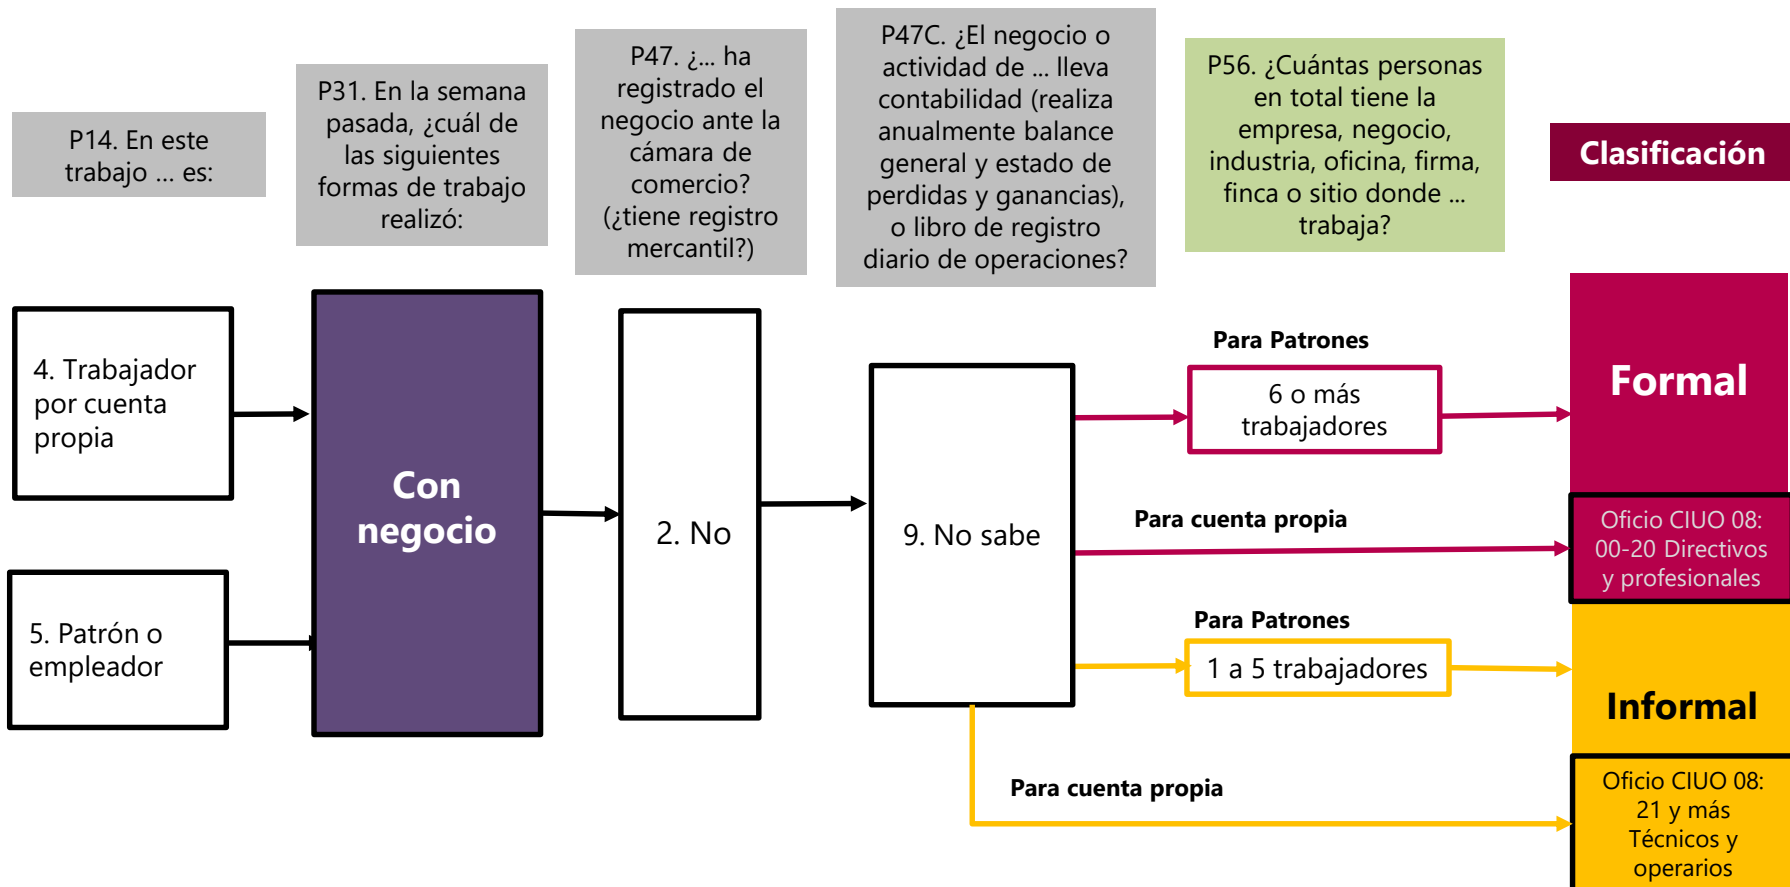 P14. En este
trabajo ... es:
P31. En la semana
pasada, ¿cuál de
las siguientes
formas de trabajo
realizó:
P47. ¿... ha
registrado el
negocio ante la
cámara de
comercio?
(¿tiene registro
mercantil?)
P47C. ¿El negocio o
actividad de ... lleva
contabilidad (realiza
anualmente balance
general y estado de
perdidas y ganancias),
o libro de registro
diario de operaciones?
P56. ¿Cuántas personas
en total tiene la
empresa, negocio,
industria, oficina, firma,
finca o sitio donde ...
trabaja?
Clasificación
4. Trabajador
por cuenta
propia
5. Patrón o
empleador
Con
negocio
2. No
9. No sabe
Para Patrones
6 o más
trabajadores
Formal
Para cuenta propia
Oficio CIUO 08:
00-20 Directivos
y profesionales
Para Patrones
1 a 5 trabajadores
Informal
Para cuenta propia
Oficio CIUO 08:
21 y más
Técnicos y
operarios